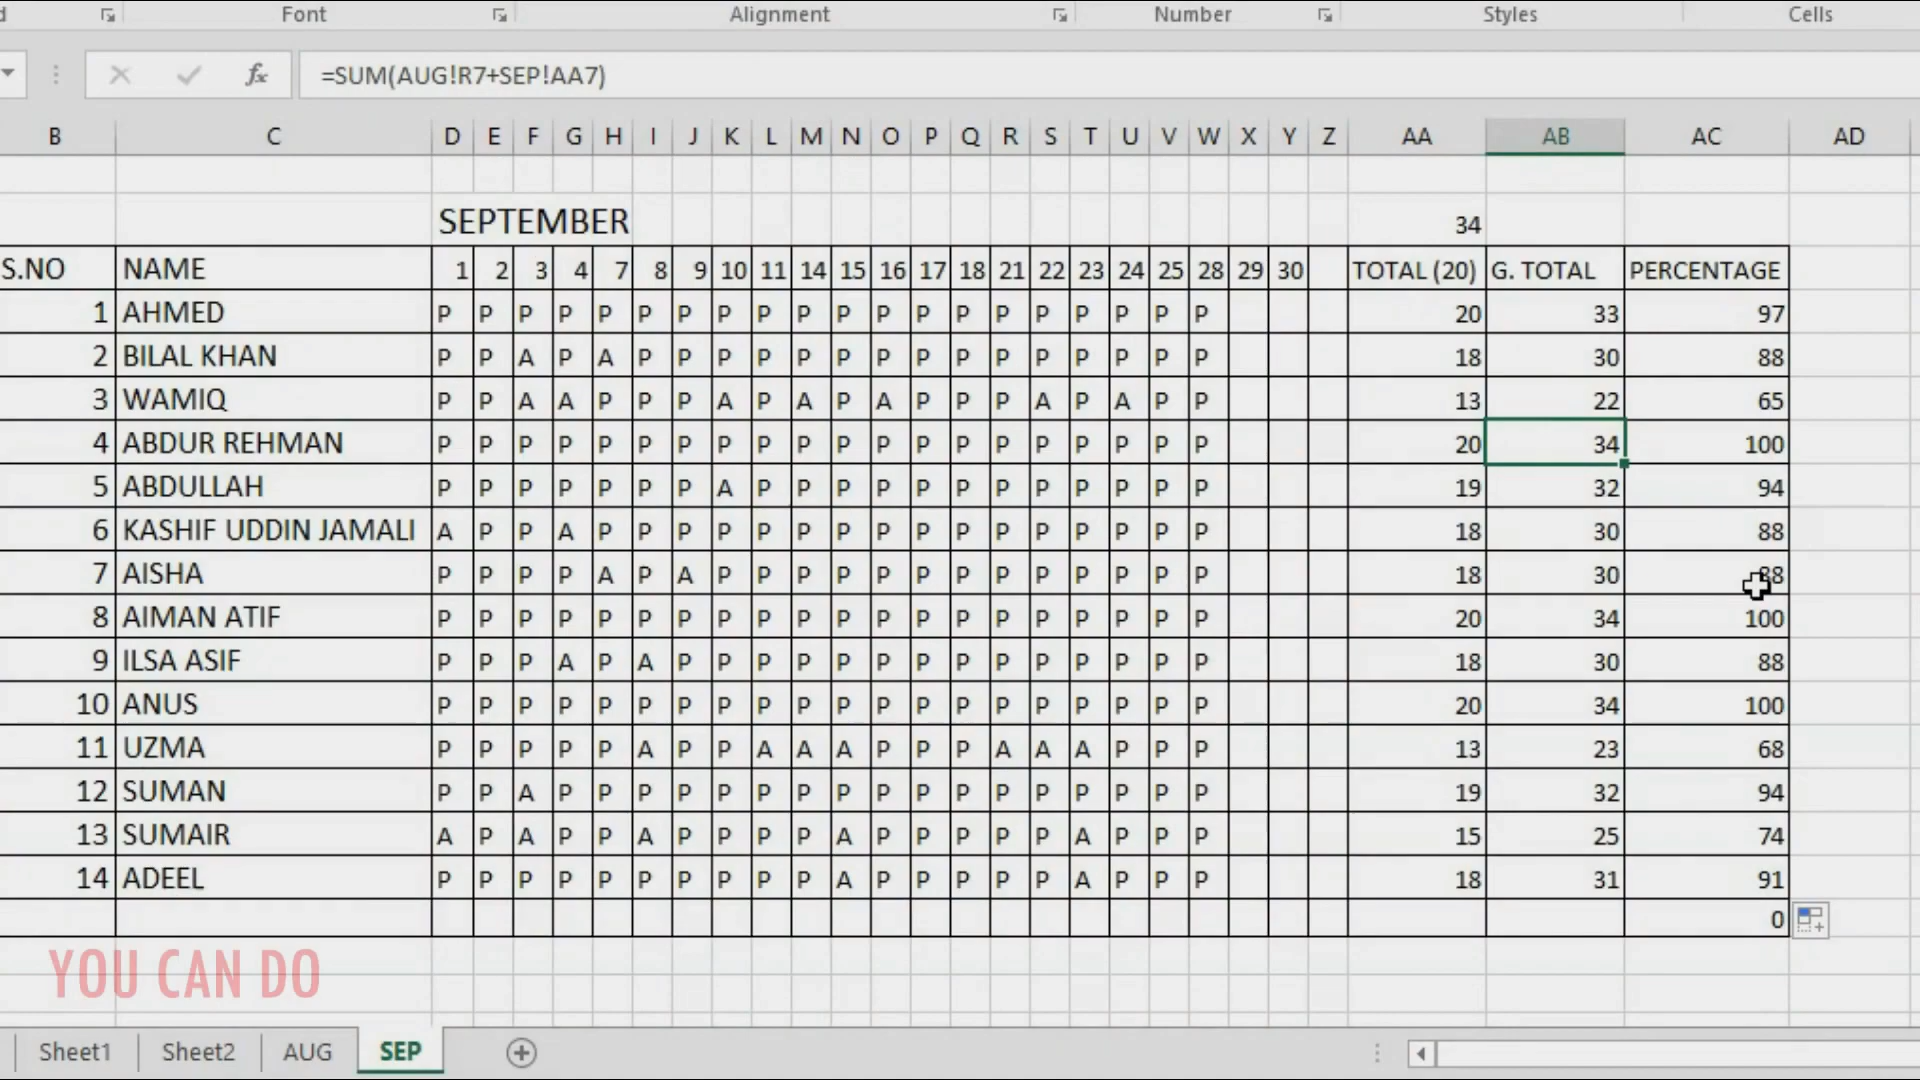 Font Alignment Number Styles Cells
fx =SUM(AUG!R7+SEP!AA7)
B C D E F G H I J K L M N O P Q R S T U V W X Y Z AA AB AC AD
SEPTEMBER 34
S.NO NAME 1 2 3 4 7 8 9 10 11 14 15 16 17 18 21 22 23 24 25 28 29 30 TOTAL (20) G. TOTAL PERCENTAGE
1 AHMED P P P P P P P P P P P P P P P P P P P P 20 33 97
2 BILAL KHAN P P A P A P P P P P P P P P P P P P P P 18 30 88
3 WAMIQ P P A A P P P A P A P A P P P A P A P P 13 22 65
4 ABDUR REHMAN P P P P P P P P P P P P P P P P P P P P 20 34 100
5 ABDULLAH P P P P P P P A P P P P P P P P P P P P 19 32 94
6 KASHIF UDDIN JAMALI A P P A P P P P P P P P P P P P P P P P 18 30 88
7 AISHA P P P P A P A P P P P P P P P P P P P P 18 30 88
8 AIMAN ATIF P P P P P P P P P P P P P P P P P P P P 20 34 100
9 ILSA ASIF P P P A P A P P P P P P P P P P P P P P 18 30 88
10 ANUS P P P P P P P P P P P P P P P P P P P P 20 34 100
11 UZMA P P P P P A P P A A A P P P A A A P P P 13 23 68
12 SUMAN P P A P P P P P P P P P P P P P P P P P 19 32 94
13 SUMAIR A P A P P A P P P P A P P P P P A P P P 15 25 74
14 ADEEL P P P P P P P P P P A P P P P P A P P P 18 31 91
0
YOU CAN DO
Sheet1 Sheet2 AUG SEP